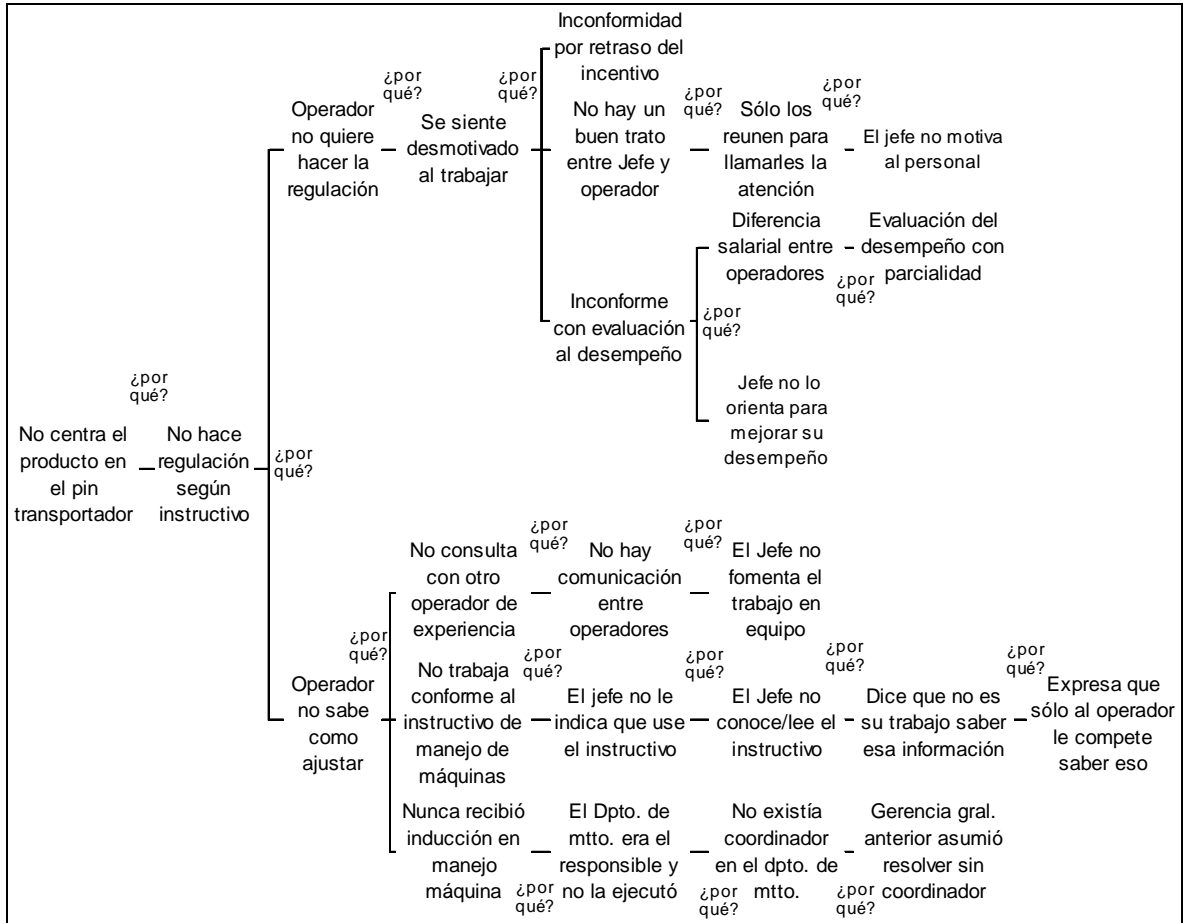 Inconformidad
por retraso del
incentivo
¿por
qué?
¿por
qué?
Operador
no quiere
hacer la
regulación
Se siente
desmotivado
al trabajar
No hay un
buen trato
entre Jefe y
operador
¿por
qué?
Sólo los
reunen para
llamarles la
atención
¿por
qué?
El jefe no motiva
al personal
Inconforme
con evaluación
al desempeño
¿por
qué?
Diferencia
salarial entre
operadores
¿por
qué?
Evaluación del
desempeño con
parcialidad
Jefe no lo
orienta para
mejorar su
desempeño
No centra el
producto en
el pin
transportador
¿por
qué?
No hace
regulación
según
instructivo
¿por
qué?
Operador
no sabe
como
ajustar
¿por
qué?
No consulta
con otro
operador de
experiencia
¿por
qué?
No hay
comunicación
entre
operadores
¿por
qué?
El Jefe no
fomenta el
trabajo en
equipo
No trabaja
conforme al
instructivo de
manejo de
máquinas
¿por
qué?
El jefe no le
indica que use
el instructivo
¿por
qué?
El Jefe no
conoce/lee el
instructivo
¿por
qué?
Dice que no es
su trabajo saber
esa información
¿por
qué?
Expresa que
sólo al operador
le compete
saber eso
Nunca recibió
inducción en
manejo
máquina
¿por
qué?
El Dpto. de
mtto. era el
responsible y
no la ejecutó
¿por
qué?
No existía
coordinador
en el dpto. de
mtto.
¿por
qué?
Gerencia gral.
anterior asumió
resolver sin
coordinador